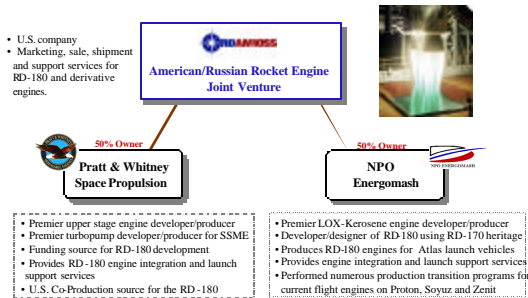 • U.S. company
• Marketing, sale, shipment
and support services for
RD-180 and derivative
engines.
RDAMROSS
American/Russian Rocket Engine
Joint Venture
50% Owner
Pratt & Whitney
Space Propulsion
50% Owner
NPO
Energomash
NPO ENERGOMASH
• Premier upper stage engine developer/producer
• Premier turbopump developer/producer for SSME
• Funding source for RD-180 development
• Provides RD -180 engine integration and launch
support services
• U.S. Co-Production source for the RD -180
• Premier LOX-Kerosene engine developer/producer
• Developer/designer of RD-180 using RD-170 heritage
• Produces RD-180 engines for Atlas launch vehicles
• Provides engine integration and launch support services
• Performed numerous production transition programs for
current flight engines on Proton, Soyuz and Zenit